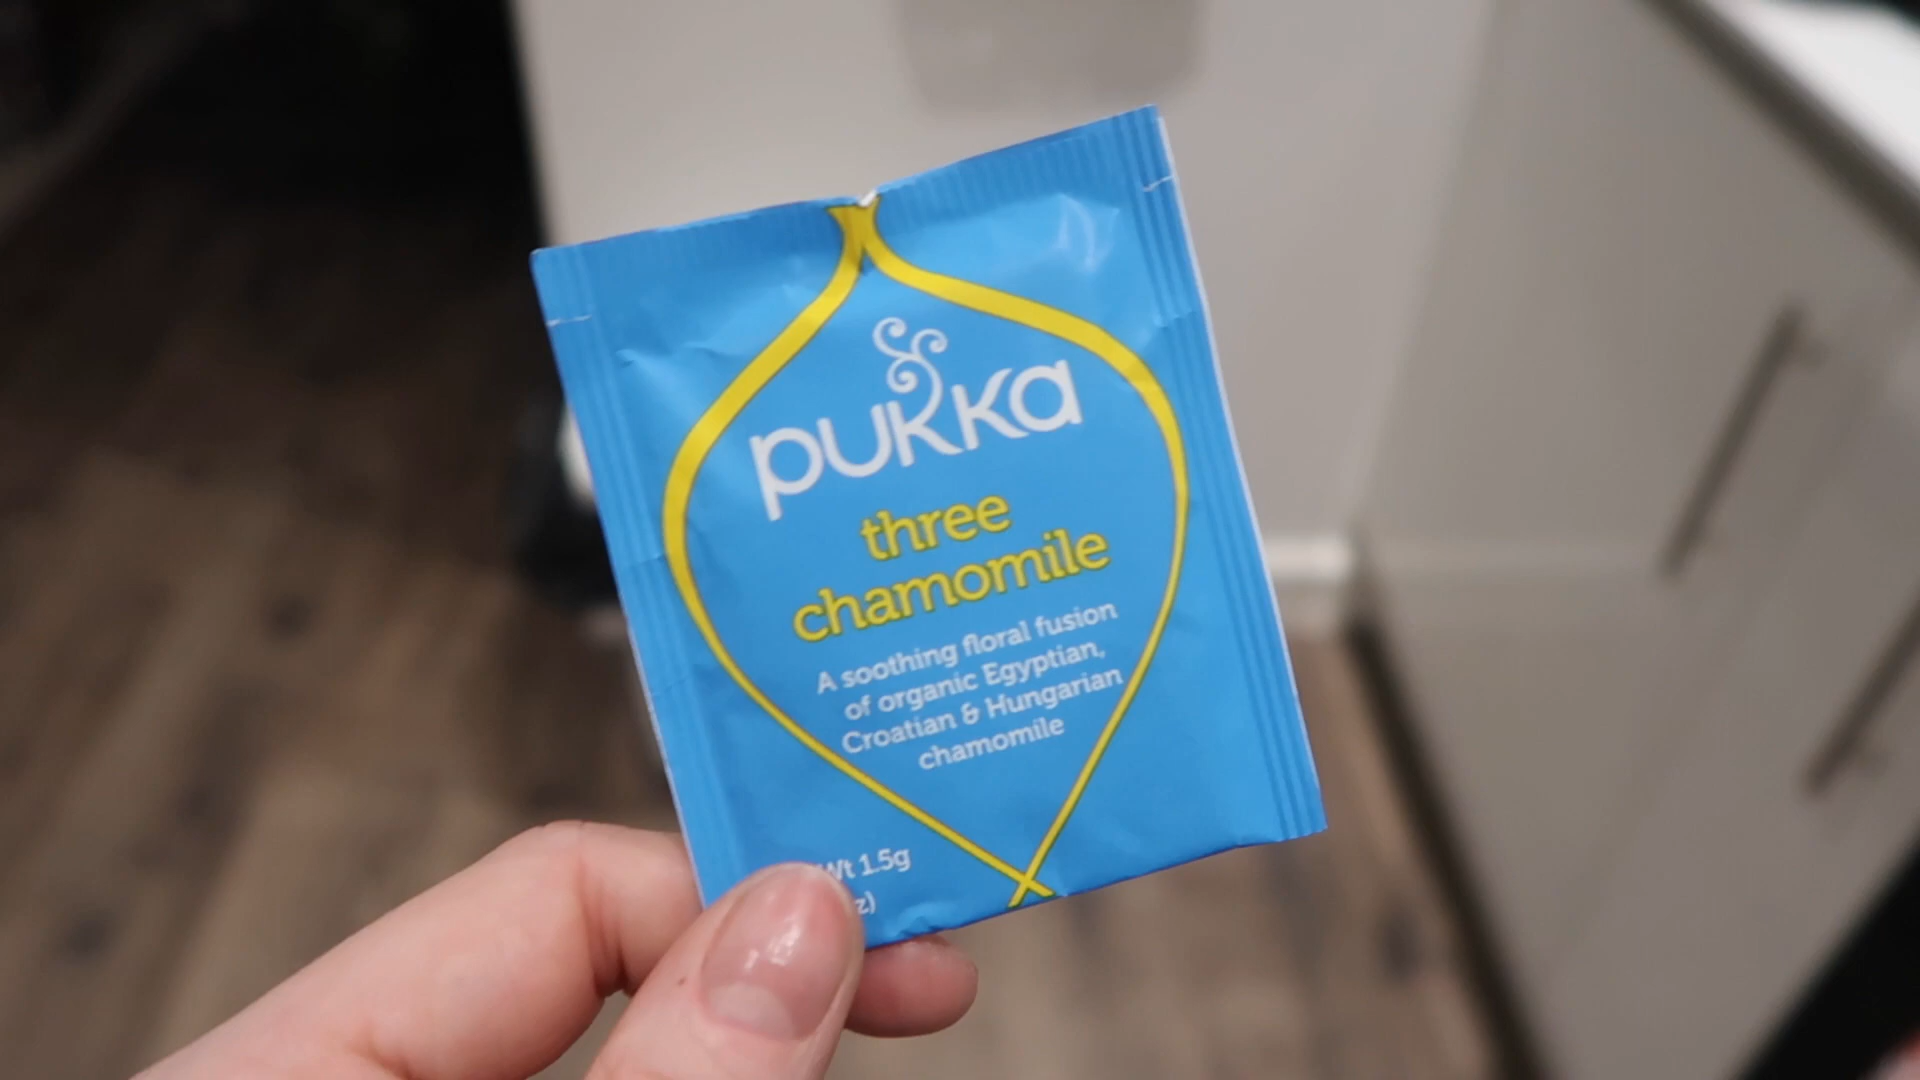 pukka
three
chamomile
A soothing floral fusion
of organic Egyptian,
Croatian & Hungarian
chamomile
Wt 1.5g
z)